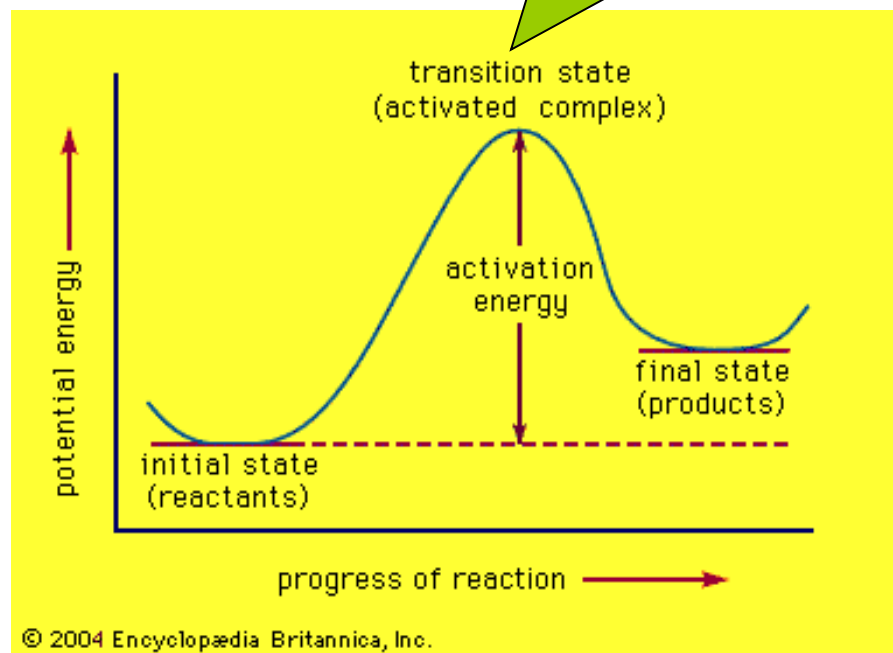 transition state
(activated complex)
potential energy
activation
energy
final state
(products)
initial state
(reactants)
progress of reaction
© 2004 Encyclopædia Britannica, Inc.